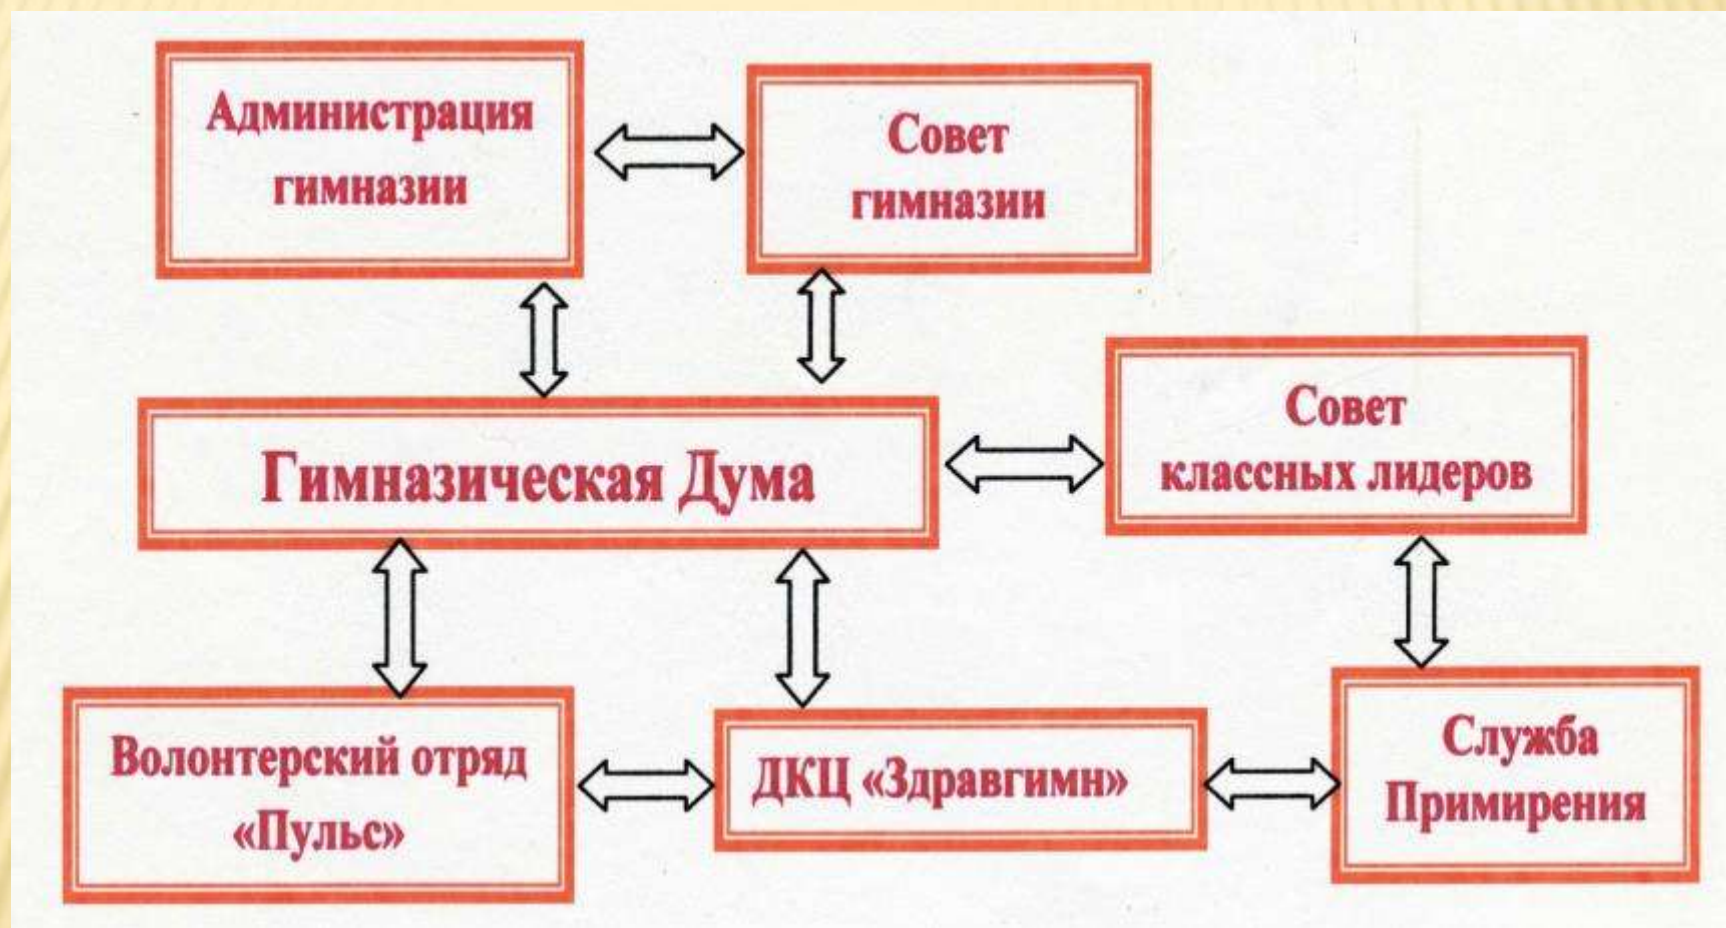 Администрация
гимназии
Совет
гимназии
Гимназическая Дума
Совет
классных лидеров
Волонтерский отряд
«Пульс»
ДКЦ «Здравгимн»
Служба
Примирения